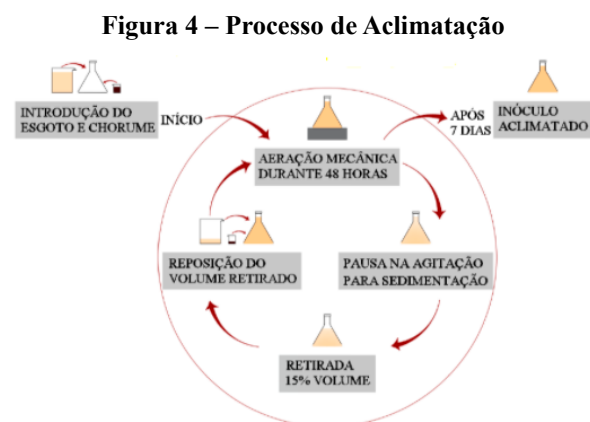 Figura 4 – Processo de Aclimatação
INTRODUÇÃO DO
ESGOTO E CHORUME
INÍCIO
APÓS
7 DIAS
INÓCULO
ACLIMATADO
AERAÇÃO MECÂNICA
DURANTE 48 HORAS
REPOSIÇÃO DO
VOLUME RETIRADO
PAUSA NA AGITAÇÃO
PARA SEDIMENTAÇÃO
RETIRADA
15% VOLUME